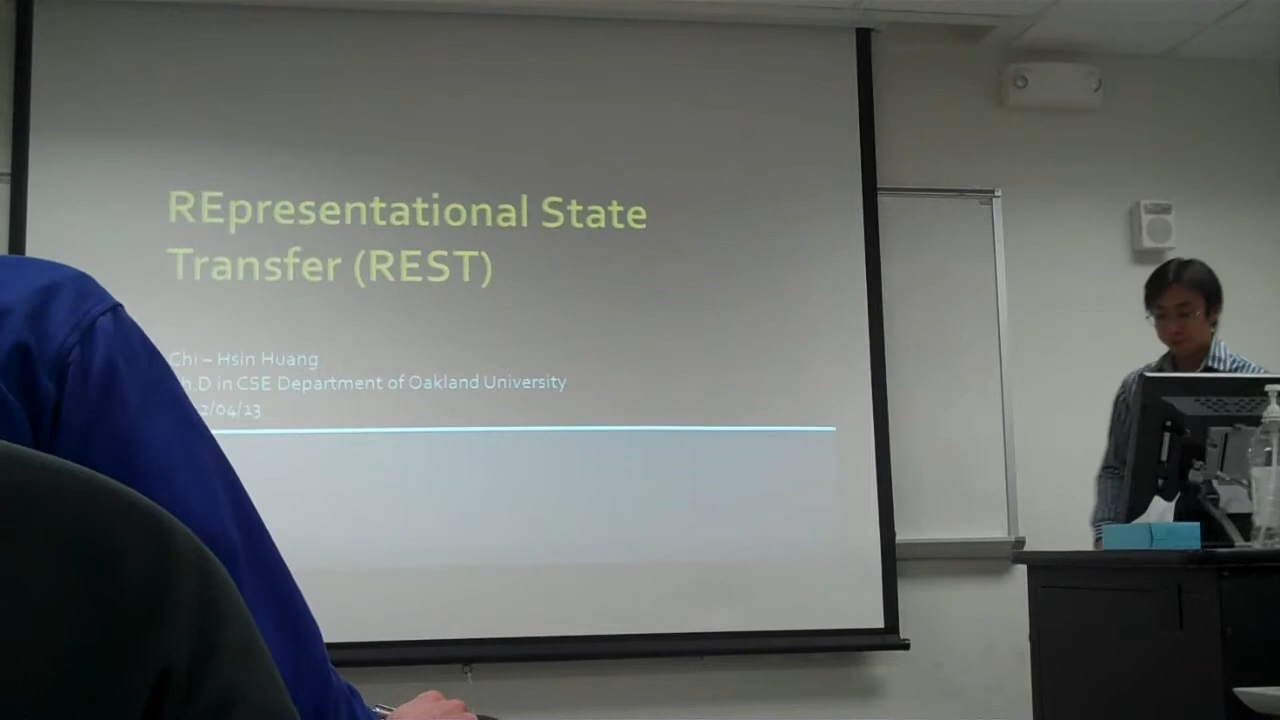 REpresentational State
Transfer (REST)
Chi – Hsin Huang
h.D in CSE Department of Oakland University
2/04/13